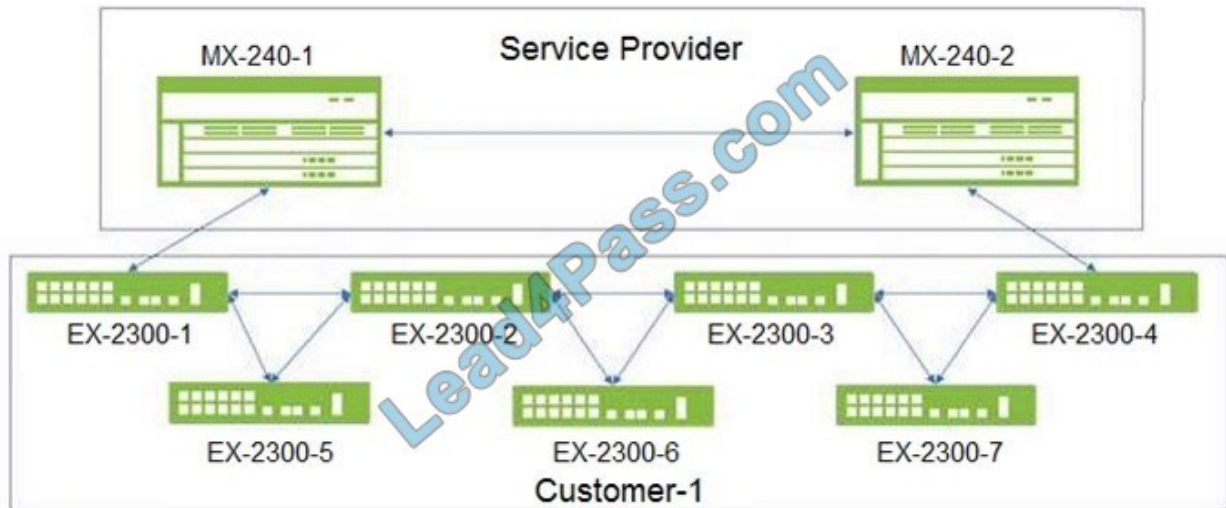 Service Provider
MX-240-1
MX-240-2
EX-2300-1
EX-2300-2
EX-2300-3
EX-2300-4
EX-2300-5
EX-2300-6
EX-2300-7
Customer-1
Lead4Pass.com